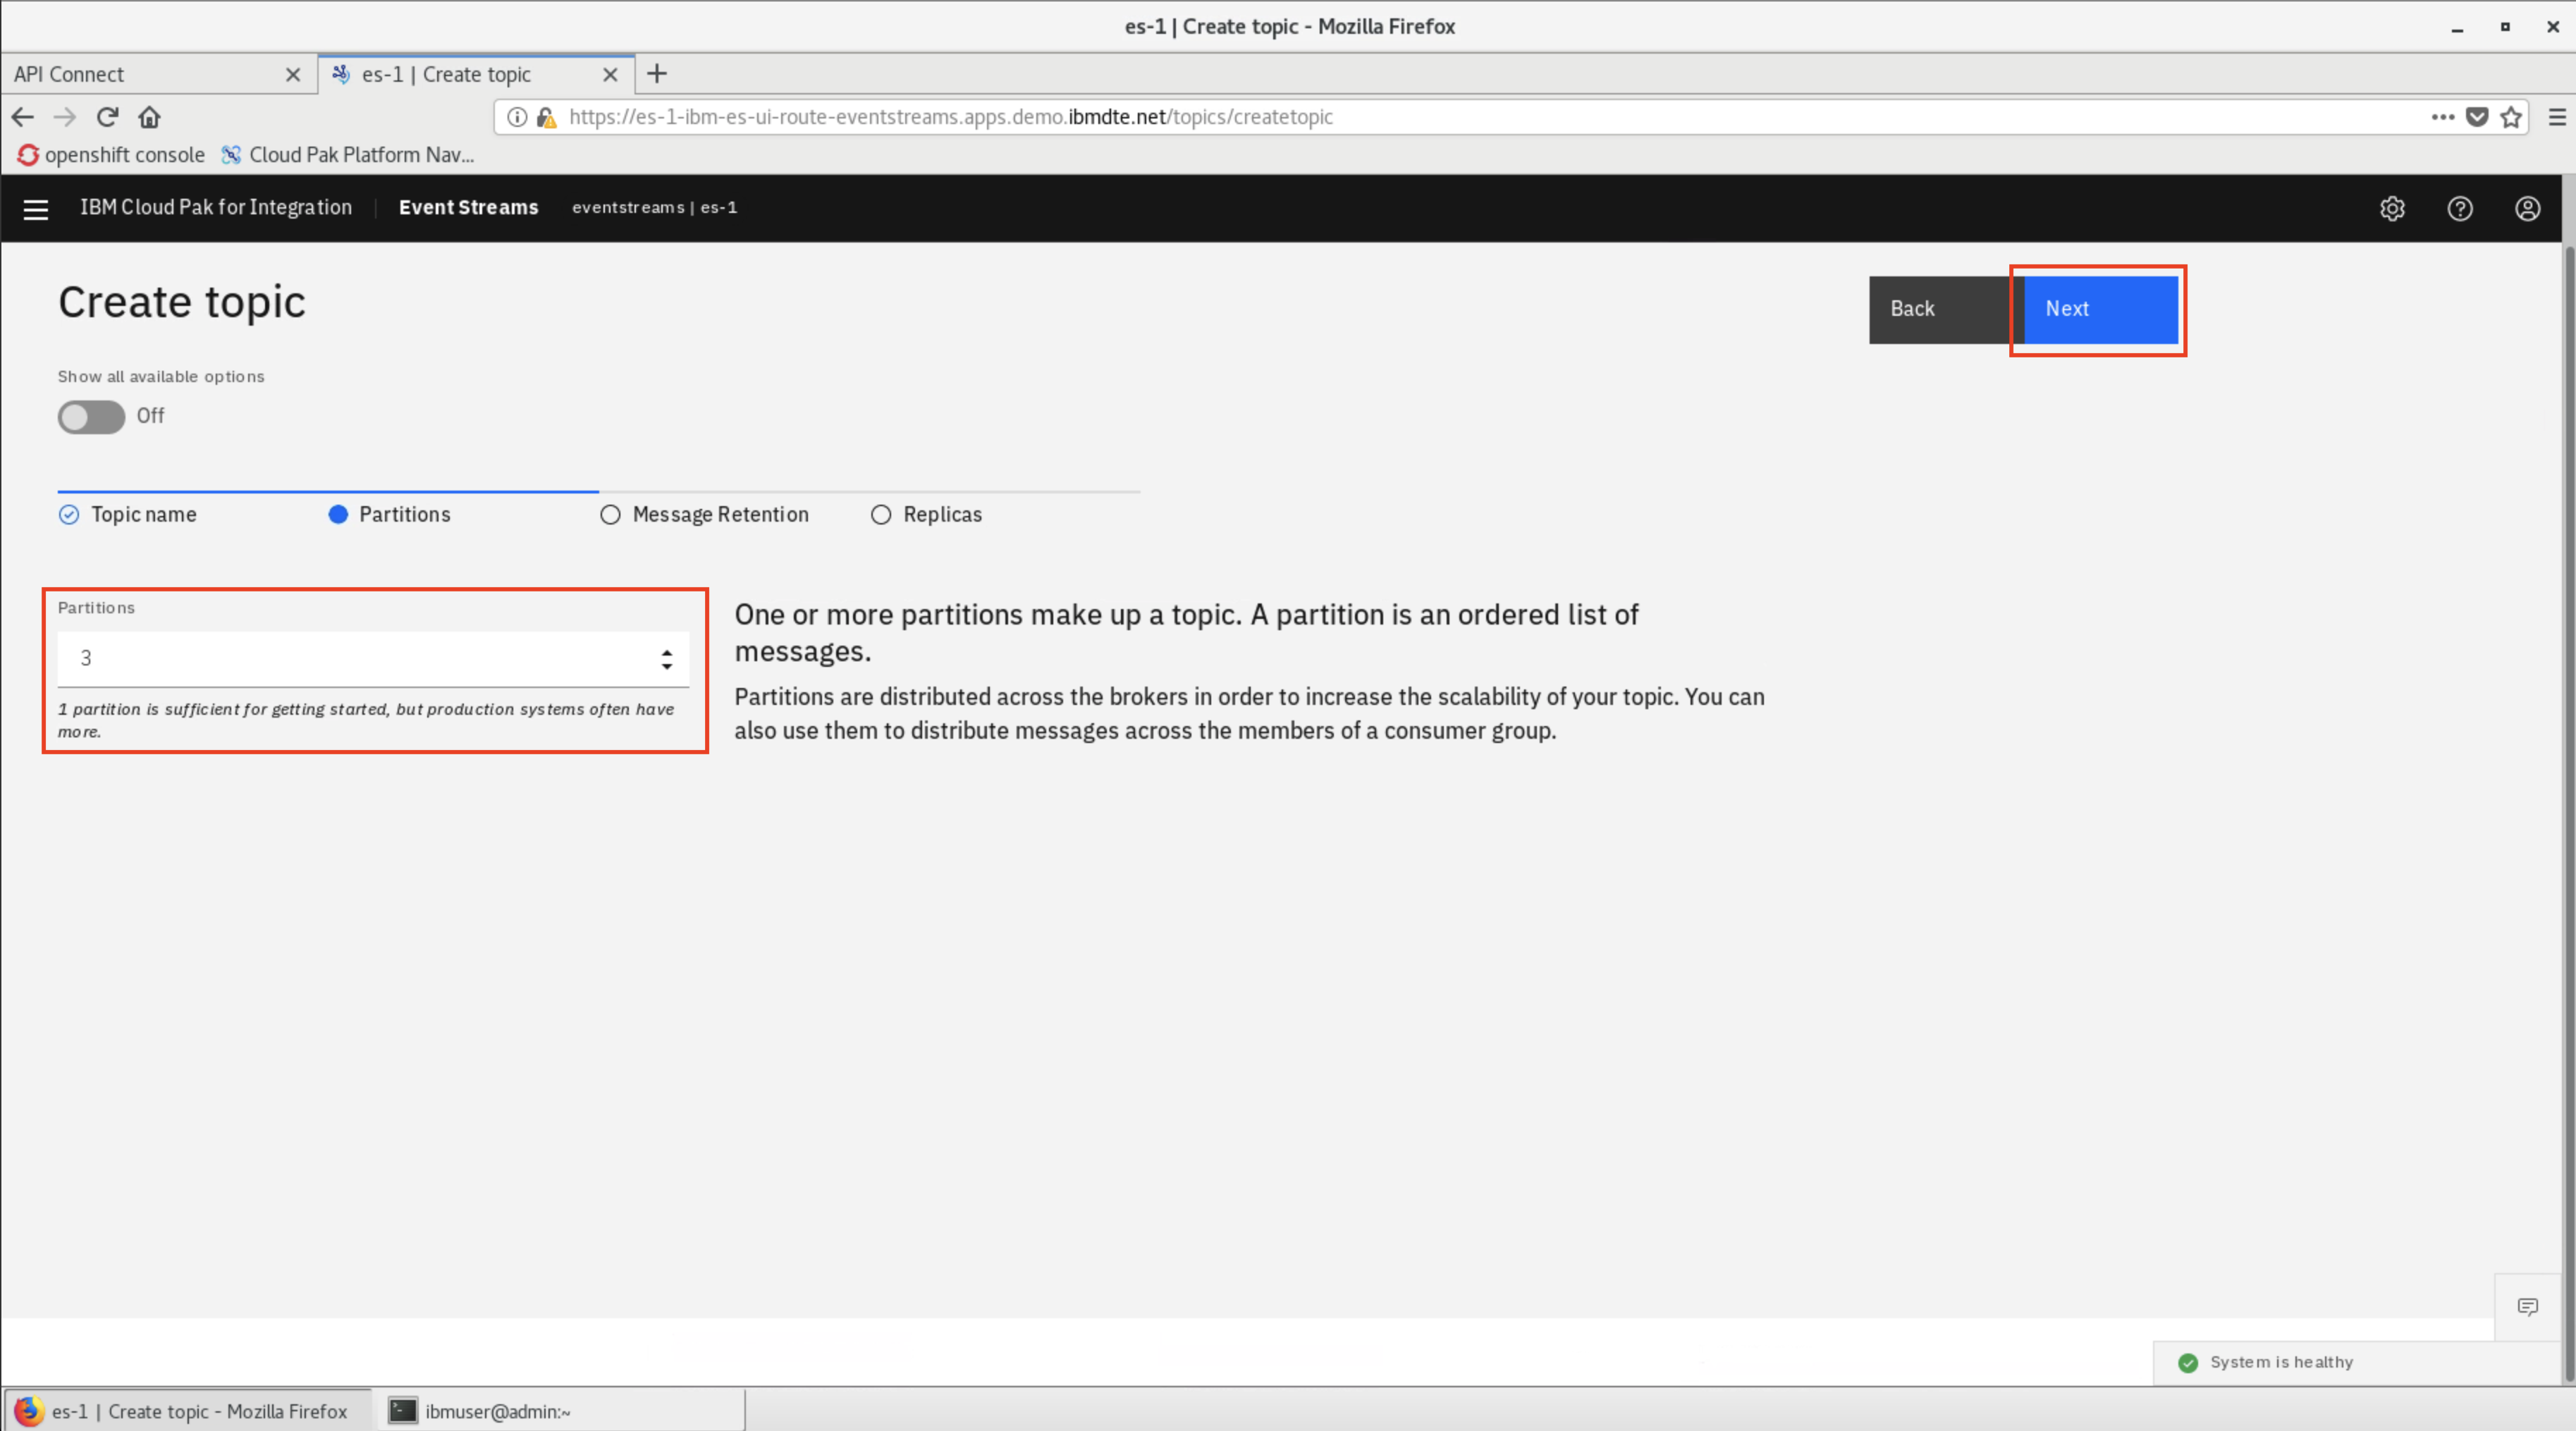 es-1 | Create topic - Mozilla Firefox
API Connect
es-1 | Create topic
https://es-1-ibm-es-ui-route-eventstreams.apps.demo.ibmdte.net/topics/createtopic
openshift console
Cloud Pak Platform Nav...
IBM Cloud Pak for Integration
Event Streams
eventstreams | es-1
Create topic
Back
Next
Show all available options
Off
Topic name
Partitions
Message Retention
Replicas
Partitions
3
1 partition is sufficient for getting started, but production systems often have
more.
One or more partitions make up a topic. A partition is an ordered list of
messages.
Partitions are distributed across the brokers in order to increase the scalability of your topic. You can
also use them to distribute messages across the members of a consumer group.
System is healthy
es-1 | Create topic - Mozilla Firefox
ibmuser@admin:~